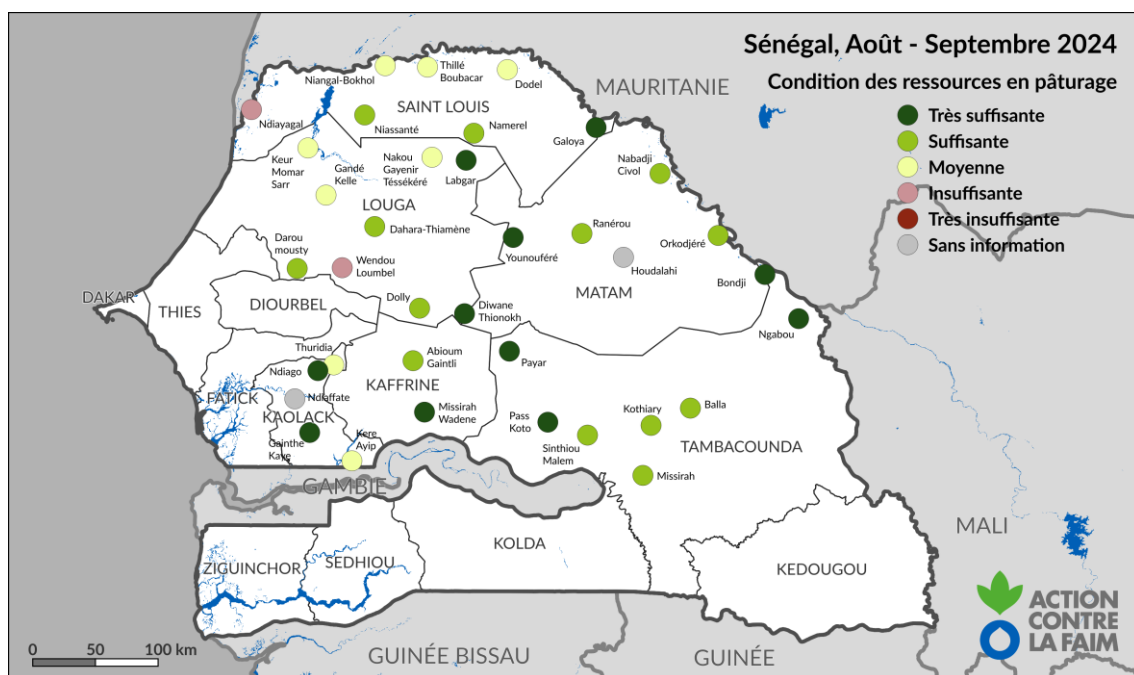 Sénégal, Août - Septembre 2024
Condition des ressources en pâturage
Très suffisante
Suffisante
Moyenne
Insuffisante
Très insuffisante
Sans information
MAURITANIE
Niangal-Bokhol
Thillé
Boubacar
Dodel
SAINT LOUIS
Ndiayagal
Niassanté
Namerel
Galoya
Keur
Momar
Sarr
Gandé
Kelle
Nakou
Gayenir
Téssékéré
Labgar
Nabadji
Civol
LOUGA
Dahara-Thiamène
Ranérou
Orkodjéré
Younouféré
Houdalahi
Darou
mousty
Wendou
Loumbel
Bondji
MATAM
DAKAR
THIES
DIOURBEL
Dolly
Diwane
Thionokh
Ngabou
Thuridia
Ndiago
Abioum
Gaintli
Payar
KAFFRINE
FATICK
Ndiaffate
KAOLACK
Missirah
Wadene
Pass
Koto
Kothiary
Balla
Gainthe
Kaye
Kere
Ayip
Sinthiou
Malem
TAMBACOUNDA
Missirah
GAMBIE
MALI
KOLDA
ZIGUINCHOR
SEDHIOU
KEDOUGOU
GUINÉE BISSAU
GUINÉE
0 50 100 km
ACTION
CONTRE
LA FAIM